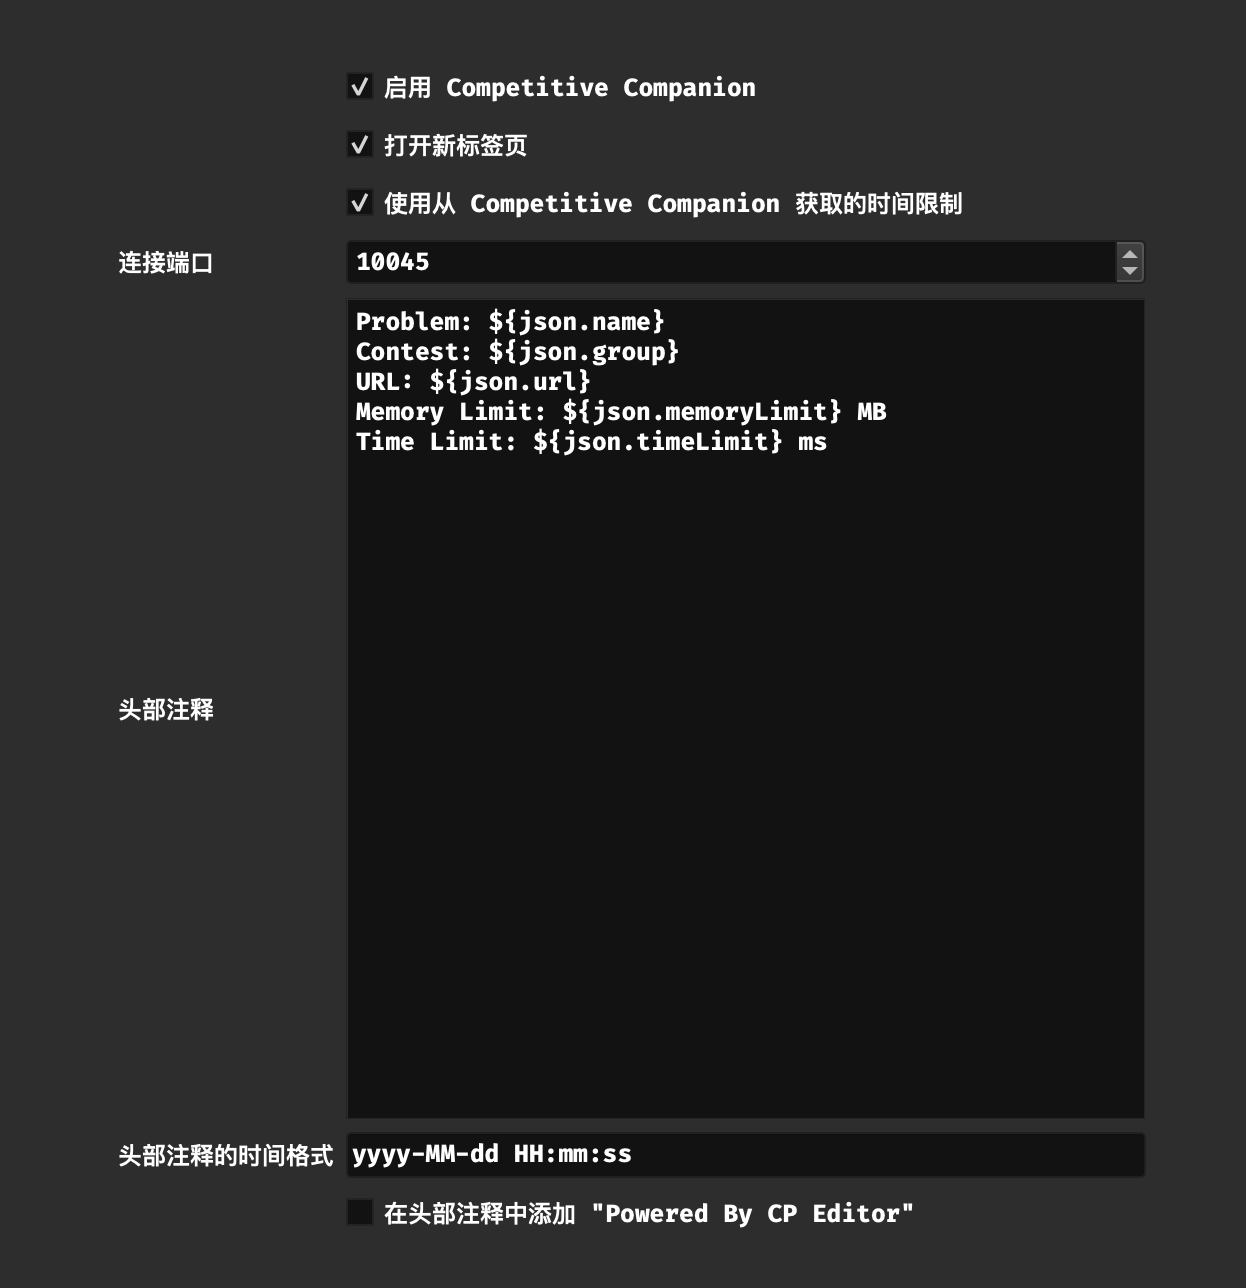 启用 Competitive Companion
打开新标签页
使用从 Competitive Companion 获取的时间限制
连接端口 10045
Problem: ${json.name}
Contest: ${json.group}
URL: ${json.url}
Memory Limit: ${json.memoryLimit} MB
Time Limit: ${json.timeLimit} ms
头部注释
头部注释的时间格式 yyyy-MM-dd HH:mm:ss
在头部注释中添加 "Powered By CP Editor"